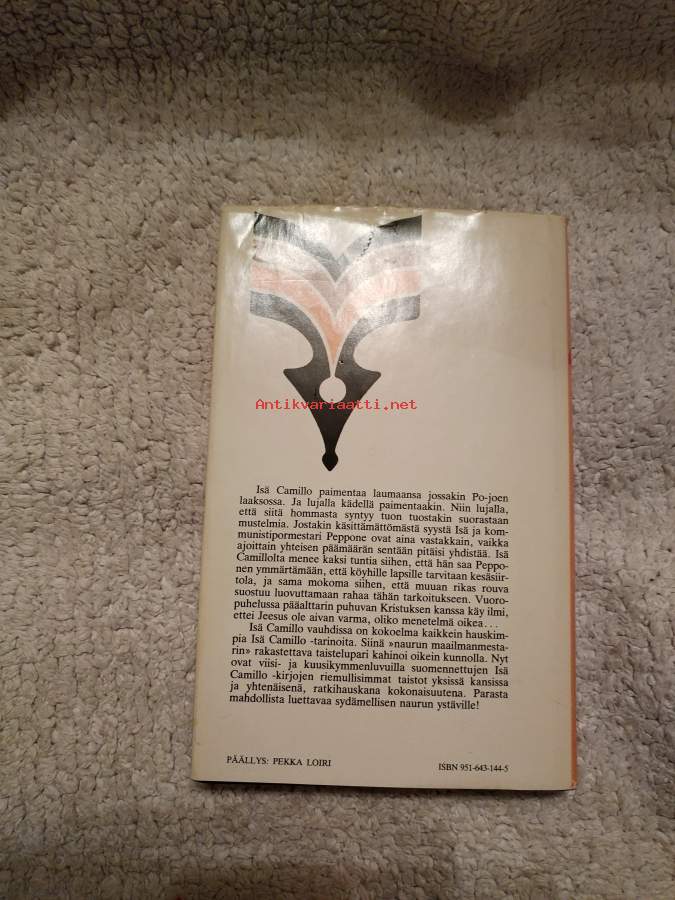 Antikvariaatti.net
Isä Camillo paimentaa laumaansa jossakin Po-joen
laaksossa. Ja lujalla kädellä paimentaakin. Niin lujalla,
että siitä hommasta syntyy tuon tuostakin suorastaan
mustelmia. Jostakin käsittämättömästä syystä Isä ja kom-
munistipormestari Peppone ovat aina vastakkain, vaikka
ajoittain yhteisen päämäärän sentään pitäisi yhdistää. Isä
Camillolta menee kaksi tuntia siihen, että hän saa Peppo-
nen ymmärtämään, että köyhille lapsille tarvitaan kesäsiir-
tola, ja sama mokoma siihen, että muuan rikas rouva
suostuu luovuttamaan rahaa tähän tarkoitukseen. Vuoro-
puhelussa pääalttarin puhuvan Kristuksen kanssa käy ilmi,
ettei Jeesus ole aivan varma, oliko menetelmä oikea...
Isä Camillo vauhdissa on kokoelma kaikkein hauskim-
pia Isä Camillo -tarinoita. Siinä »naurun maailmanmesta-
rin» rakastettava taistelupari kahinoi oikein kunnolla. Nyt
ovat viisi- ja kuusikymmenluvuilla suomennettujen Isä
Camillo -kirjojen riemullisimmat taistot yksissä kansissa
ja yhtenäisenä, ratkihauskana kokonaisuutena. Parasta
mahdollista luettavaa sydämellisen naurun ystäville!
PÄÄLLYS: PEKKA LOIRI
ISBN 951-643-144-5